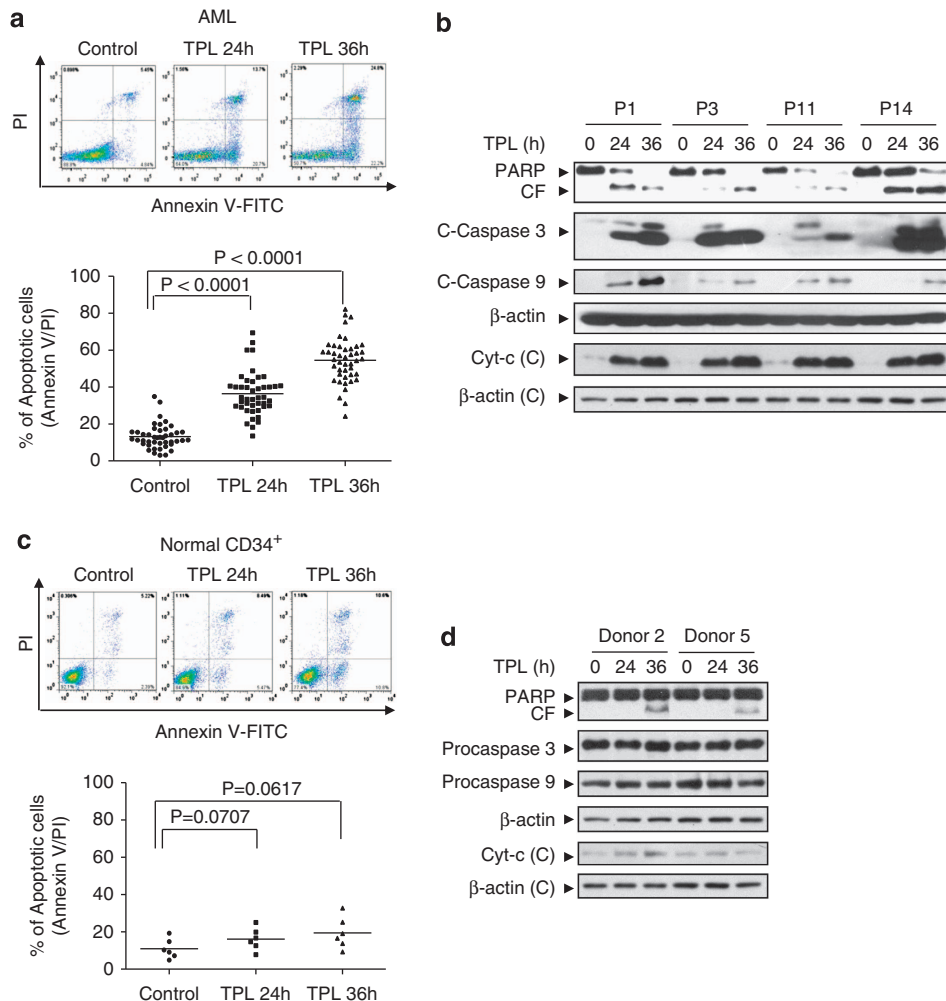 a
AML
Control TPL 24h TPL 36h
PI
Annexin V-FITC
P < 0.0001
P < 0.0001
% of Apoptotic cells
(Annexin V/PI)
100
80
60
40
20
0
Control TPL 24h TPL 36h
b
P1 P3 P11 P14
TPL (h) 0 24 36 0 24 36 0 24 36 0 24 36
PARP
CF
C-Caspase 3
C-Caspase 9
β-actin
Cyt-c (C)
β-actin (C)
c
Normal CD34+
Control TPL 24h TPL 36h
PI
Annexin V-FITC
P=0.0617
P=0.0707
% of Apoptotic cells
(Annexin V/PI)
100
80
60
40
20
0
Control TPL 24h TPL 36h
d
Donor 2 Donor 5
TPL (h) 0 24 36 0 24 36
PARP
CF
Procaspase 3
Procaspase 9
β-actin
Cyt-c (C)
β-actin (C)